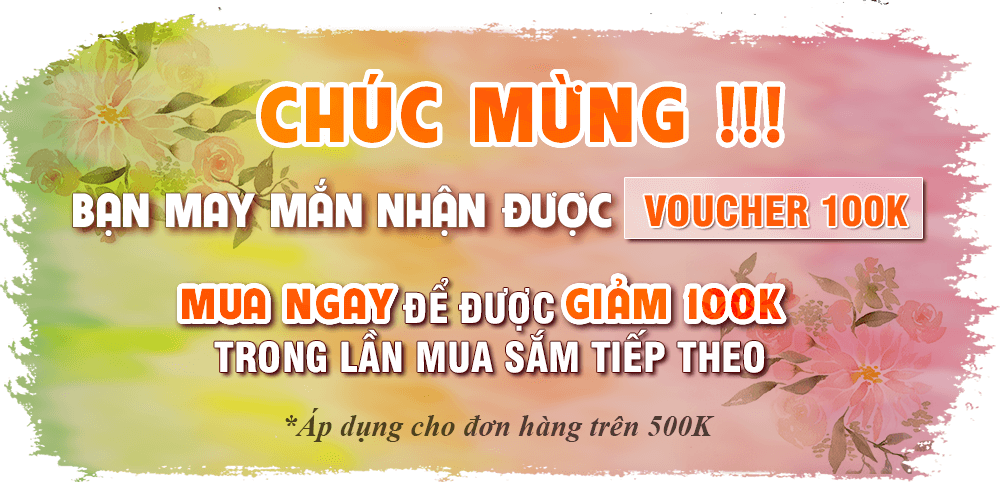 CHÚC MỪNG !!!
BẠN MAY MẮN NHẬN ĐƯỢC VOUCHER 100K
MUA NGAY ĐỂ ĐƯỢC GIẢM 100K
TRONG LẦN MUA SẮM TIẾP THEO
*Áp dụng cho đơn hàng trên 500K